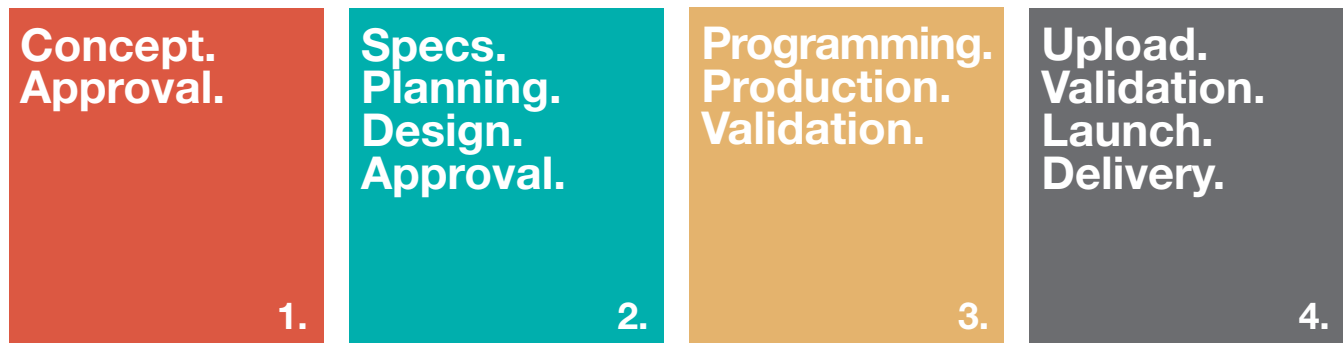 Concept.
Approval.
1.
Specs.
Planning.
Design.
Approval.
2.
Programming.
Production.
Validation.
3.
Upload.
Validation.
Launch.
Delivery.
4.